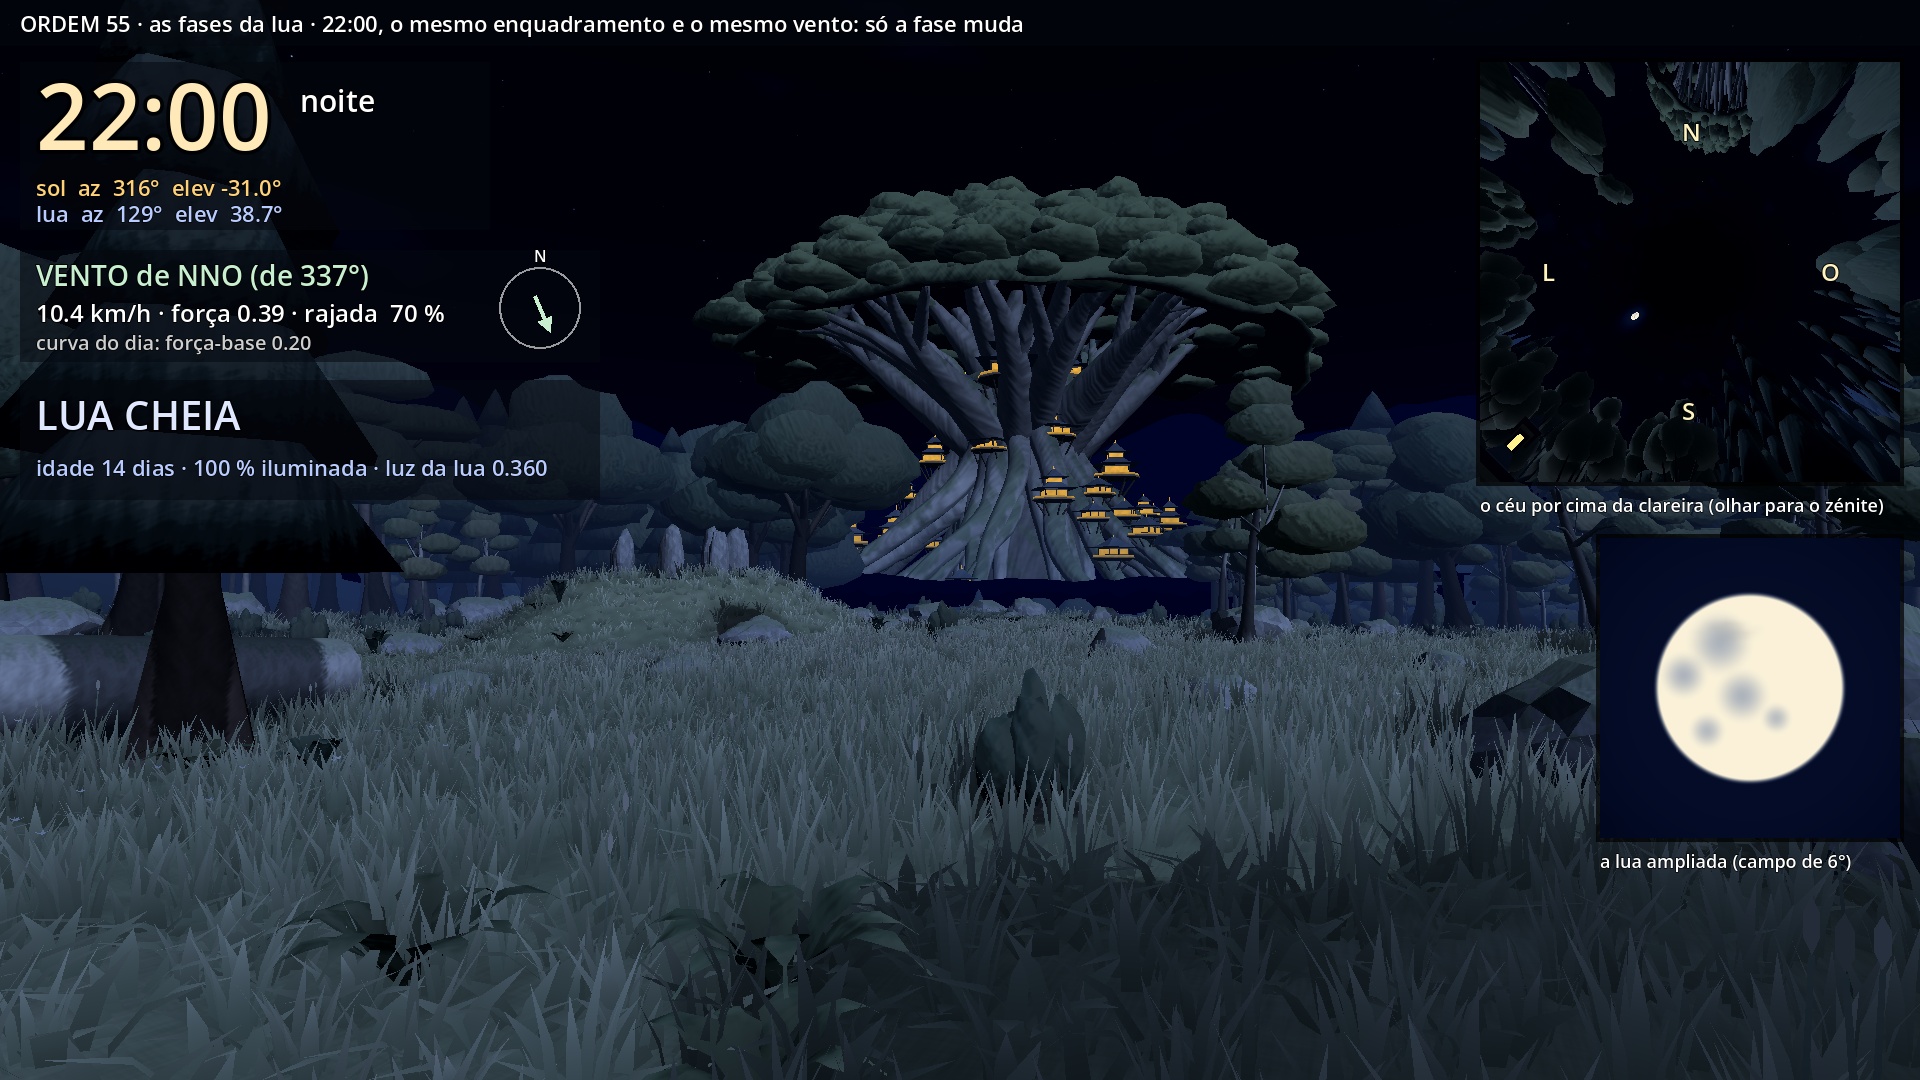 ORDEM 55 · as fases da lua · 22:00, o mesmo enquadramento e o mesmo vento: só a fase muda
22:00 noite
sol az 316° elev -31.0°
lua az 129° elev 38.7°
VENTO de NNO (de 337°)
10.4 km/h · força 0.39 · rajada 70 %
curva do dia: força-base 0.20
N
LUA CHEIA
idade 14 dias · 100 % iluminada · luz da lua 0.360
N
L
O
S
o céu por cima da clareira (olhar para o zénite)
a lua ampliada (campo de 6°)